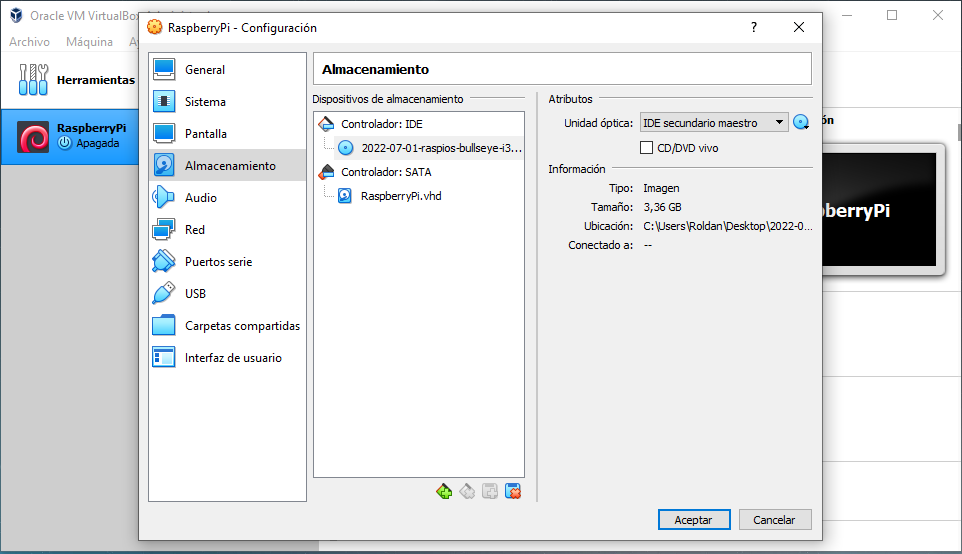 Oracle VM VirtualBox
Archivo Máquina
Herramientas
RaspberryPi
Apagada
RaspberryPi - Configuración
?
General
Sistema
Pantalla
Almacenamiento
Audio
Red
Puertos serie
USB
Carpetas compartidas
Interfaz de usuario
Almacenamiento
Dispositivos de almacenamiento
Controlador: IDE
2022-07-01-raspios-bullseye-i3...
Controlador: SATA
RaspberryPi.vhd
Atributos
Unidad óptica: IDE secundario maestro
CD/DVD vivo
Información
Tipo: Imagen
Tamaño: 3,36 GB
Ubicación: C:\Users\Roldan\Desktop\2022-0...
Conectado a: --
Aceptar Cancelar
ón
berryPi